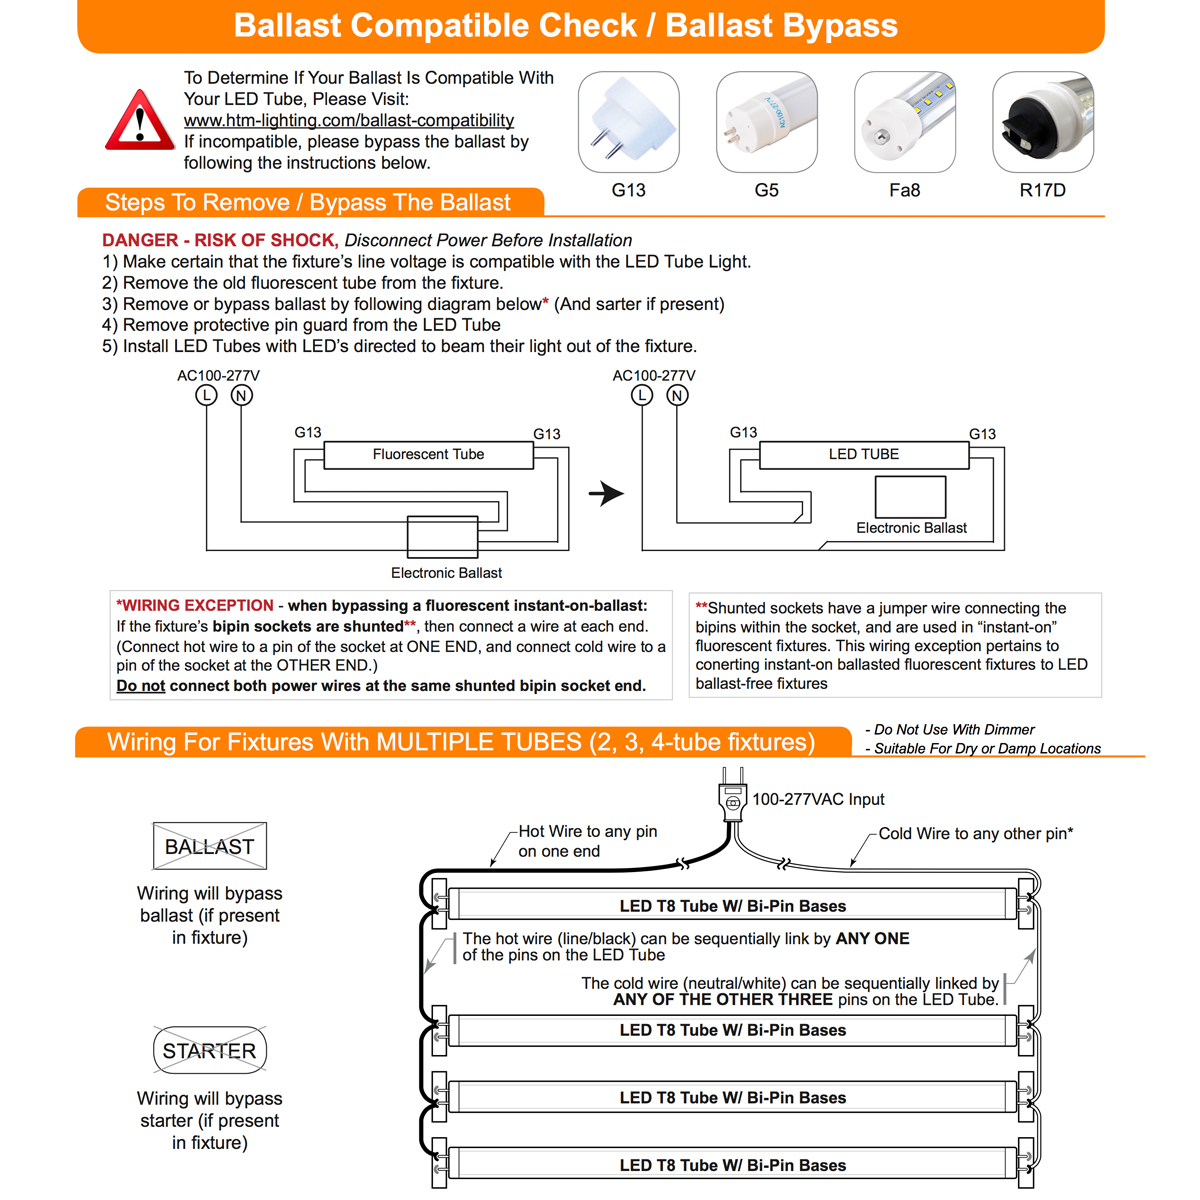 Ballast Compatible Check / Ballast Bypass
To Determine If Your Ballast Is Compatible With
Your LED Tube, Please Visit:
www.htm-lighting.com/ballast-compatibility
If incompatible, please bypass the ballast by
following the instructions below.
AC100-277V
G13
G5
Fa8
R17D
Steps To Remove / Bypass The Ballast
DANGER - RISK OF SHOCK, Disconnect Power Before Installation
1) Make certain that the fixture's line voltage is compatible with the LED Tube Light.
2) Remove the old fluorescent tube from the fixture.
3) Remove or bypass ballast by following diagram below* (And sarter if present)
4) Remove protective pin guard from the LED Tube
5) Install LED Tubes with LED's directed to beam their light out of the fixture.
AC100-277V
L
N
G13
G13
Fluorescent Tube
Electronic Ballast
AC100-277V
L
N
G13
G13
LED TUBE
Electronic Ballast
*WIRING EXCEPTION - when bypassing a fluorescent instant-on-ballast:
If the fixture's bipin sockets are shunted**, then connect a wire at each end.
(Connect hot wire to a pin of the socket at ONE END, and connect cold wire to a
pin of the socket at the OTHER END.)
Do not connect both power wires at the same shunted bipin socket end.
**Shunted sockets have a jumper wire connecting the
bipins within the socket, and are used in “instant-on”
fluorescent fixtures. This wiring exception pertains to
conerting instant-on ballasted fluorescent fixtures to LED
ballast-free fixtures
Wiring For Fixtures With MULTIPLE TUBES (2, 3, 4-tube fixtures)
- Do Not Use With Dimmer
- Suitable For Dry or Damp Locations
100-277VAC Input
Hot Wire to any pin
on one end
Cold Wire to any other pin*
BALLAST
Wiring will bypass
ballast (if present
in fixture)
LED T8 Tube W/ Bi-Pin Bases
The hot wire (line/black) can be sequentially link by ANY ONE
of the pins on the LED Tube
The cold wire (neutral/white) can be sequentially linked by
ANY OF THE OTHER THREE pins on the LED Tube.
LED T8 Tube W/ Bi-Pin Bases
STARTER
Wiring will bypass
starter (if present
in fixture)
LED T8 Tube W/ Bi-Pin Bases
LED T8 Tube W/ Bi-Pin Bases